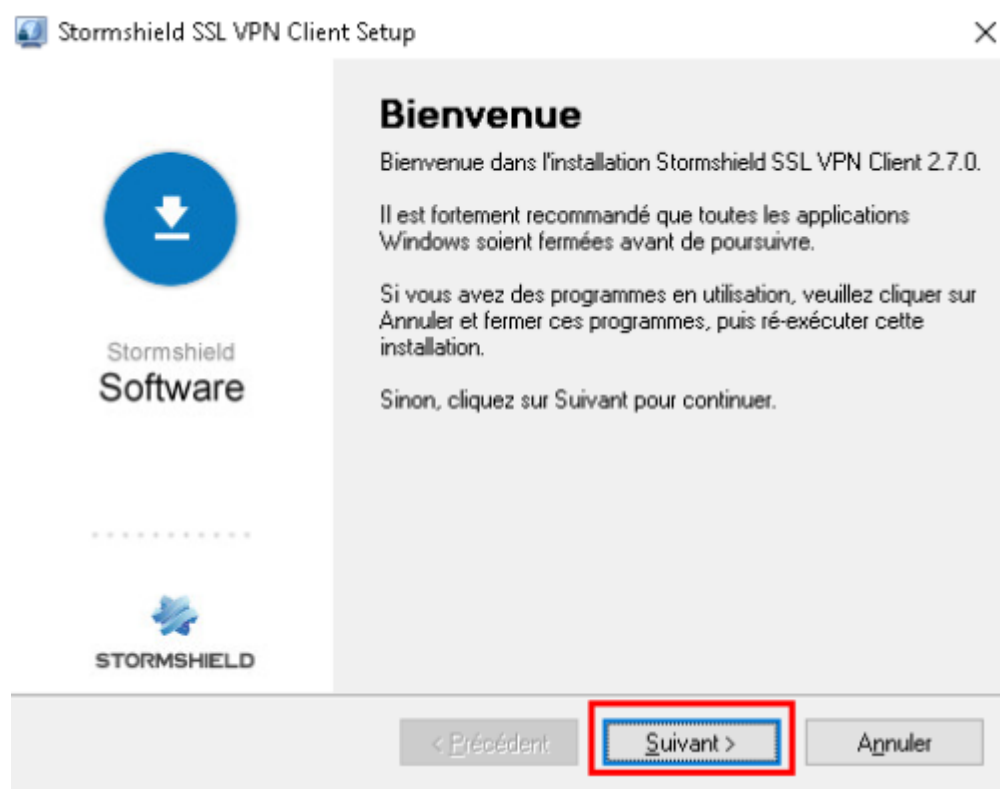 Stormshield SSL VPN Client Setup
Bienvenue
Bienvenue dans l'installation Stormshield SSL VPN Client 2.7.0.
Il est fortement recommandé que toutes les applications
Windows soient fermées avant de poursuivre.
Si vous avez des programmes en utilisation, veuillez cliquer sur
Annuler et fermer ces programmes, puis ré-exécuter cette
installation.
Sinon, cliquez sur Suivant pour continuer.
Stormshield
Software
STORMSHIELD
< Précédent
Suivant >
Annuler